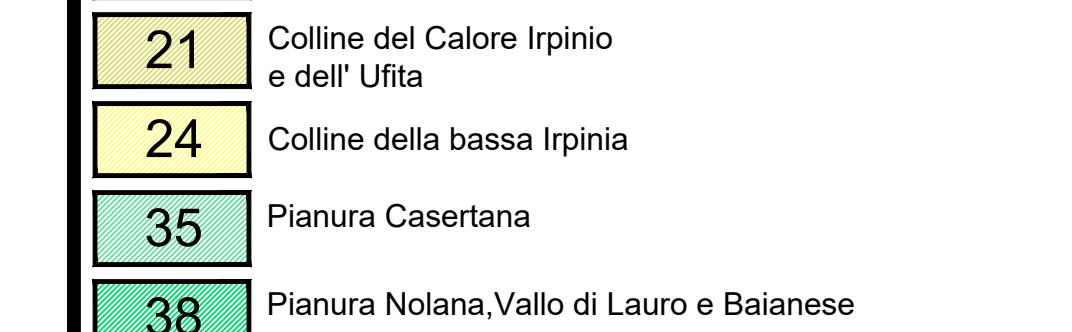 21 Colline del Calore Irpinio
e dell' Ufita
24 Colline della bassa Irpinia
35 Pianura Casertana
38 Pianura Nolana,Vallo di Lauro e Baianese